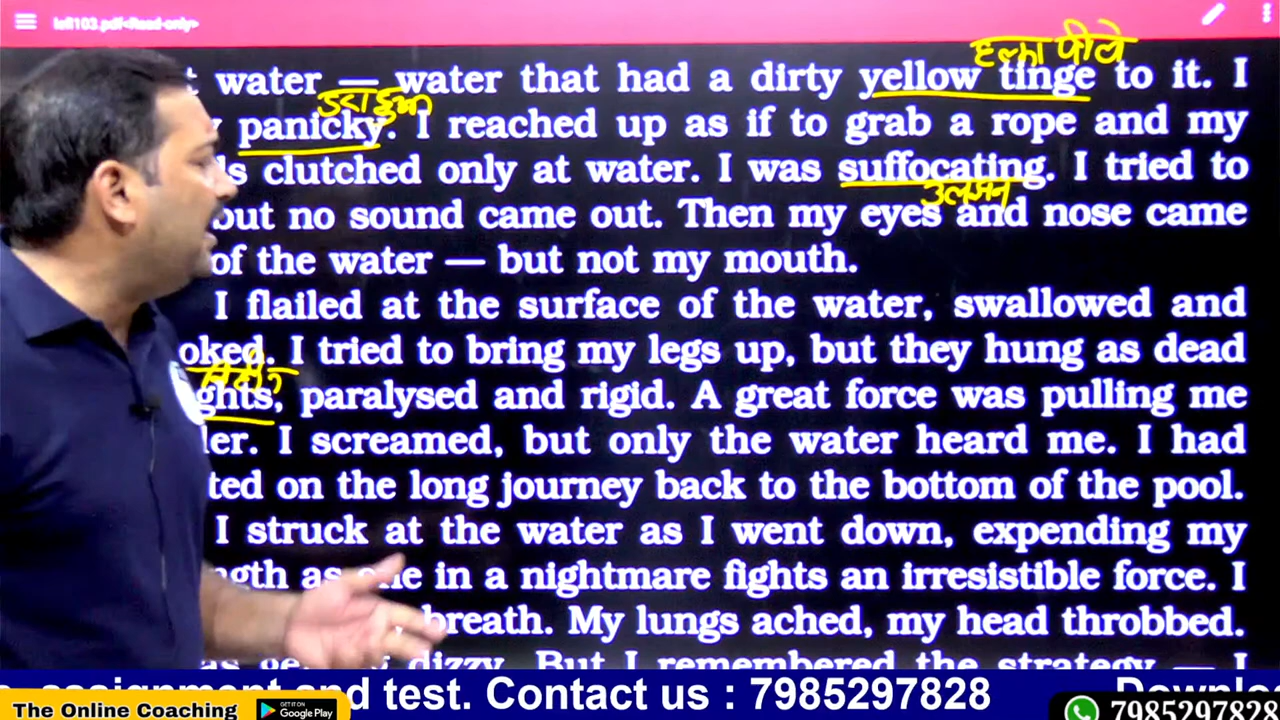 lefl103.pdf<Read-only>
हल्का पीले
water — water that had a dirty yellow tinge to it. I
डरा हुआ
panicky. I reached up as if to grab a rope and my
clutched only at water. I was suffocating. I tried to
उलझन
but no sound came out. Then my eyes and nose came
of the water — but not my mouth.
I flailed at the surface of the water, swallowed and
oked. I tried to bring my legs up, but they hung as dead
ghts, paralysed and rigid. A great force was pulling me
der. I screamed, but only the water heard me. I had
ted on the long journey back to the bottom of the pool.
I struck at the water as I went down, expending my
ngth as one in a nightmare fights an irresistible force. I
breath. My lungs ached, my head throbbed.
dizzy. But I remembered the strategy — I
assignment and test. Contact us : 7985297828
The Online Coaching
GET IT ON
Google Play
7985297828